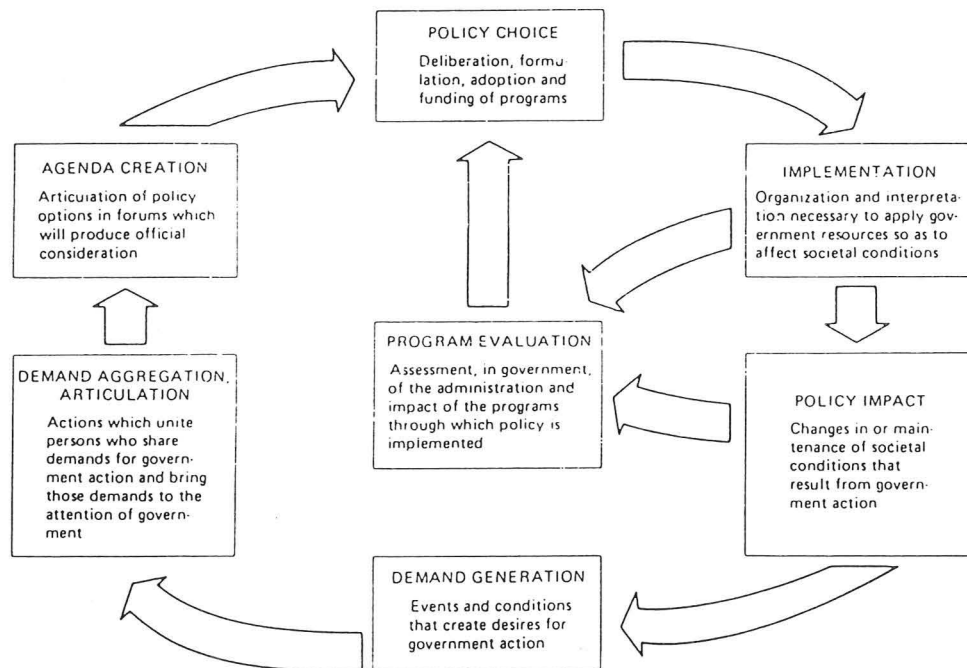 POLICY CHOICE
Deliberation, formu-
lation, adoption and
funding of programs
AGENDA CREATION
Articulation of policy
options in forums which
will produce official
consideration
IMPLEMENTATION
Organization and interpreta-
tion necessary to apply gov-
ernment resources so as to
affect societal conditions
PROGRAM EVALUATION
Assessment, in government,
of the administration and
impact of the programs
through which policy is
implemented
DEMAND AGGREGATION,
ARTICULATION
Actions which unite
persons who share
demands for govern-
ment action and bring
those demands to the
attention of govern-
ment
POLICY IMPACT
Changes in or main-
tenance of societal
conditions that
result from govern-
ment action
DEMAND GENERATION
Events and conditions
that create desires for
government action